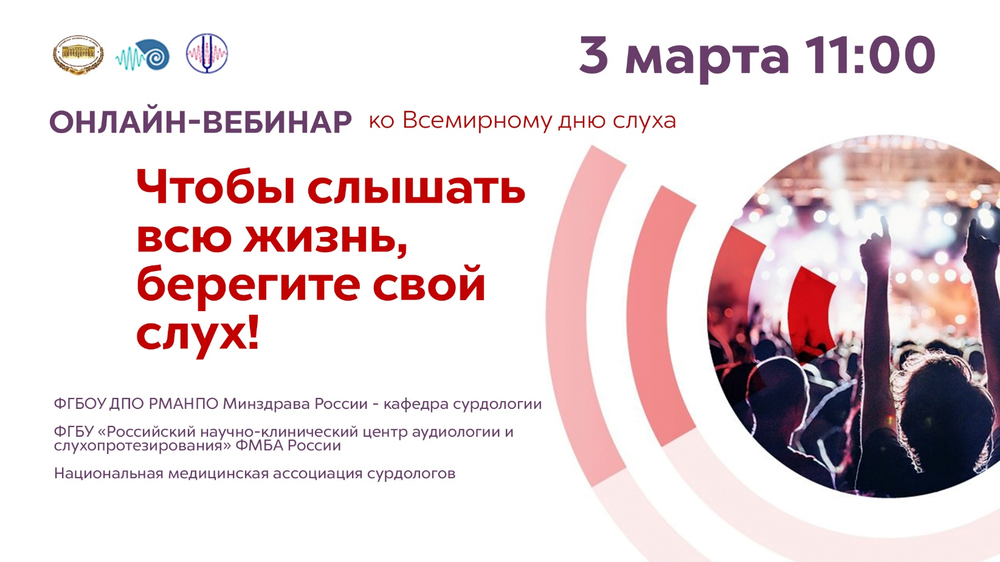 3 марта 11:00
ОНЛАЙН-ВЕБИНАР ко Всемирному дню слуха
Чтобы слышать
всю жизнь,
берегите свой
слух!
ФГБОУ ДПО РМАНПО Минздрава России - кафедра сурдологии
ФГБУ «Российский научно-клинический центр аудиологии и
слухопротезирования» ФМБА России
Национальная медицинская ассоциация сурдологов